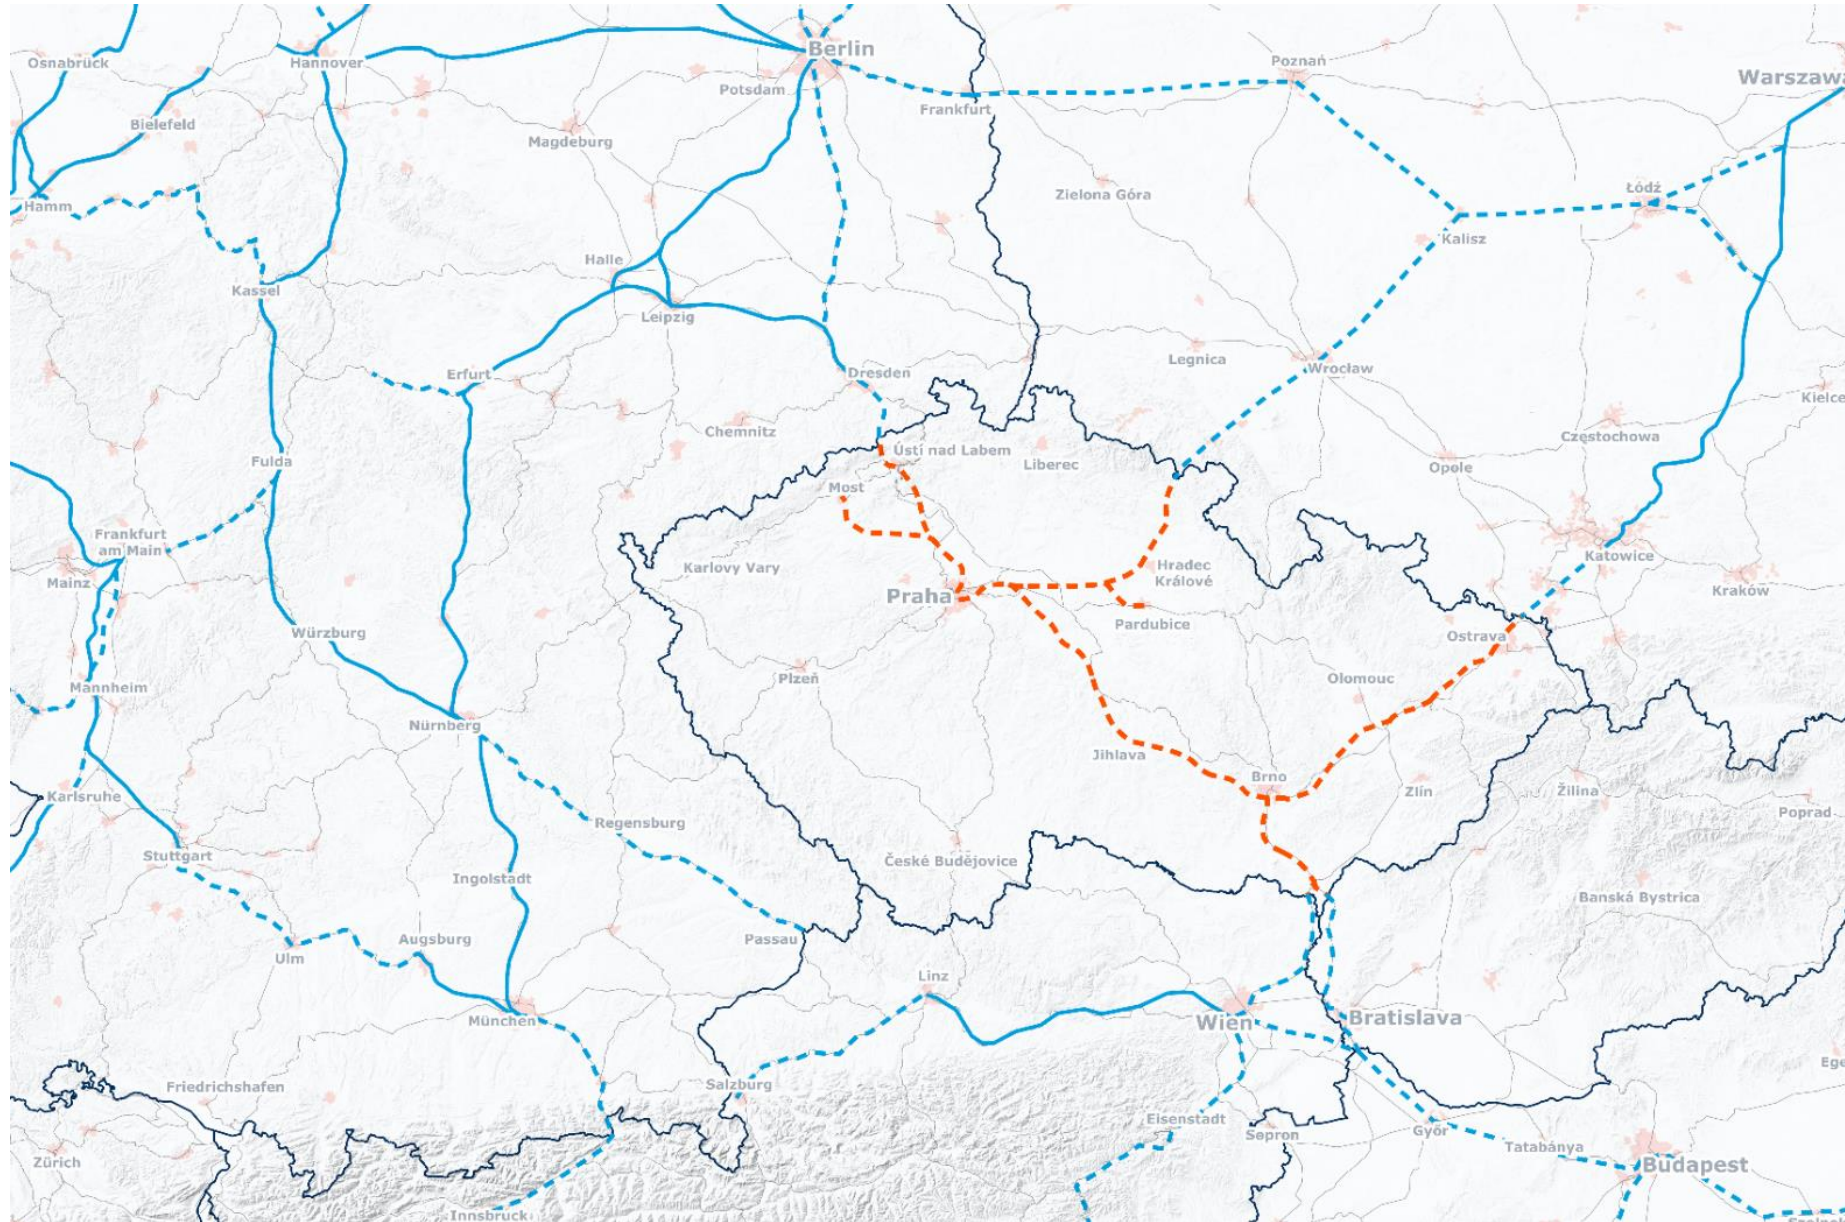 Berlin
Osnabrück
Hannover
Poznań
Warszawa
Potsdam
Frankfurt
Bielefeld
Magdeburg
Zielona Góra
Łódź
Hamm
Kalisz
Halle
Kassel
Leipzig
Legnica
Wrocław
Erfurt
Dresden
Kielce
Chemnitz
Ústí nad Labem
Liberec
Częstochowa
Fulda
Opole
Most
Frankfurt
am Main
Katowice
Mainz
Karlovy Vary
Hradec
Králové
Kraków
Praha
Pardubice
Würzburg
Ostrava
Plzeň
Olomouc
Mannheim
Nürnberg
Jihlava
Brno
Zlín
Žilina
Karlsruhe
Poprad
Regensburg
Stuttgart
České Budějovice
Ingolstadt
Banská Bystrica
Augsburg
Passau
Ulm
Linz
München
Wien
Bratislava
Friedrichshafen
Salzburg
Eisenstadt
Sopron
Győr
Tatabánya
Zürich
Budapest
Innsbruck